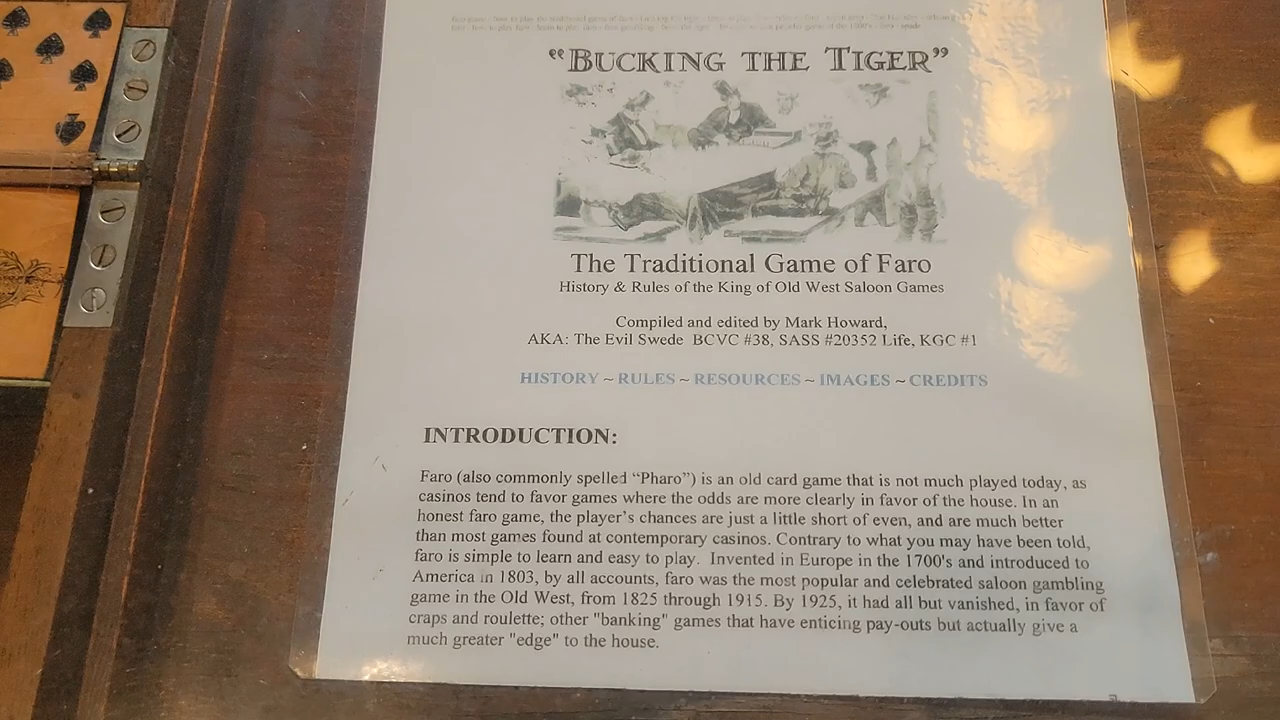 “BUCKING THE TIGER”
The Traditional Game of Faro
History & Rules of the King of Old West Saloon Games
Compiled and edited by Mark Howard,
AKA: The Evil Swede BCVC #38, SASS #20352 Life, KGC #1
HISTORY ~ RULES ~ RESOURCES ~ IMAGES ~ CREDITS
INTRODUCTION:
Faro (also commonly spelled “Pharo”) is an old card game that is not much played today, as
casinos tend to favor games where the odds are more clearly in favor of the house. In an
honest faro game, the player's chances are just a little short of even, and are much better
than most games found at contemporary casinos. Contrary to what you may have been told,
faro is simple to learn and easy to play. Invented in Europe in the 1700's and introduced to
America in 1803, by all accounts, faro was the most popular and celebrated saloon gambling
game in the Old West, from 1825 through 1915. By 1925, it had all but vanished, in favor of
craps and roulette; other "banking" games that have enticing pay-outs but actually give a
much greater "edge" to the house.